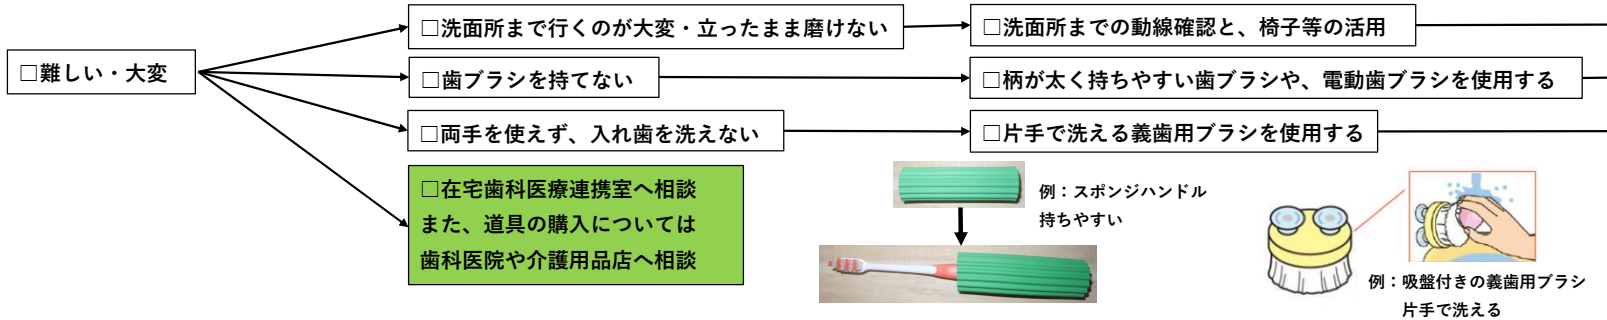 □難しい・大変
□洗面所まで行くのが大変・立ったまま磨けない
□洗面所までの動線確認と、椅子等の活用
□歯ブラシを持てない
□柄が太く持ちやすい歯ブラシや、電動歯ブラシを使用する
□両手を使えず、入れ歯を洗えない
□片手で洗える義歯用ブラシを使用する
□在宅歯科医療連携室へ相談
また、道具の購入については
歯科医院や介護用品店へ相談
例：スポンジハンドル
持ちやすい
例：吸盤付きの義歯用ブラシ
片手で洗える